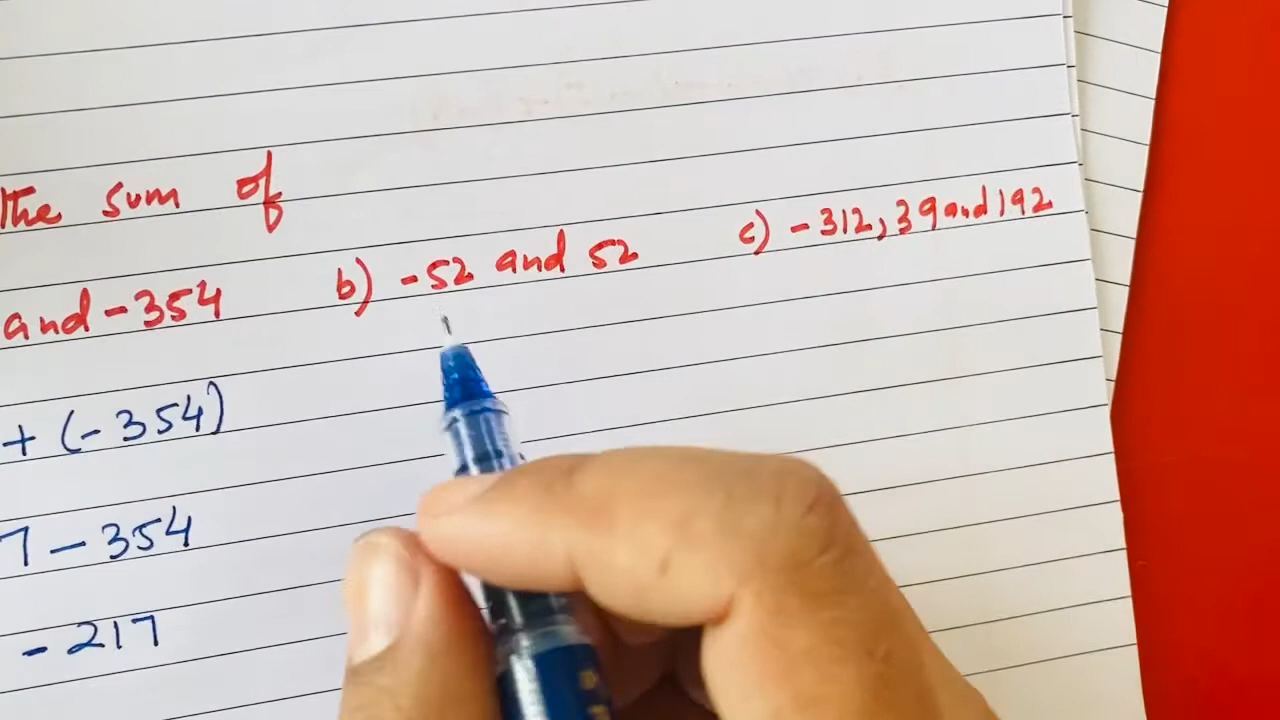 the sum of
and -354 b) -52 and 52 c) -312, 39 and 192
+ (-354)
7 - 354
- 217